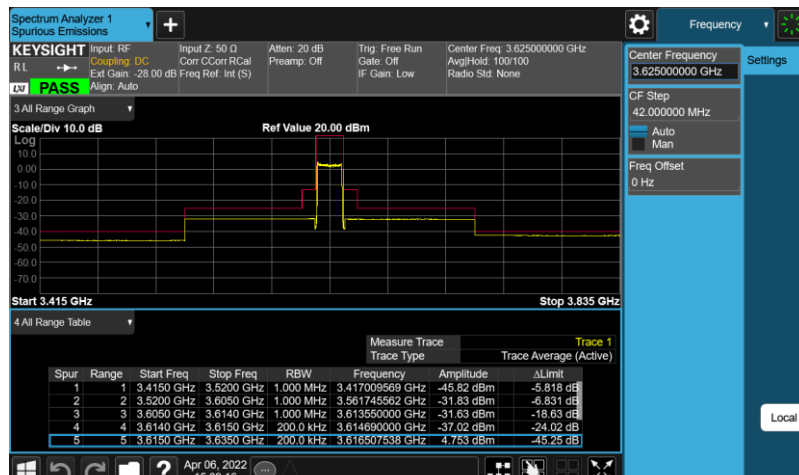 Spectrum Analyzer 1
Spurious Emissions
Frequency
KEYSIGHT Input: RF Input Z: 50 Ω Atten: 20 dB Trig: Free Run Center Freq: 3.625000000 GHz
RL Coupling: DC Corr CCorr RCal Preamp: Off Gate: Off Avg|Hold: 100/100
Ext Gain: -28.00 dB Freq Ref: Int (S) IF Gain: Low Radio Std: None
LXI PASS Align: Auto
Center Frequency
3.625000000 GHz
Settings
CF Step
42.000000 MHz
Auto
Man
Freq Offset
0 Hz
Local
3 All Range Graph
Scale/Div 10.0 dB Ref Value 20.00 dBm
Log
10.0
0.00
-10.0
-20.0
-30.0
-40.0
-50.0
-60.0
-70.0
Start 3.415 GHz Stop 3.835 GHz
4 All Range Table
Measure Trace Trace 1
Trace Type Trace Average (Active)
Spur Range Start Freq Stop Freq RBW Frequency Amplitude ΔLimit
1 1 3.4150 GHz 3.5200 GHz 1.000 MHz 3.417009569 GHz -45.82 dBm -5.818 dB
2 2 3.5200 GHz 3.6050 GHz 1.000 MHz 3.561745562 GHz -31.83 dBm -6.831 dB
3 3 3.6050 GHz 3.6140 GHz 1.000 MHz 3.613550000 GHz -31.63 dBm -18.63 dB
4 4 3.6140 GHz 3.6150 GHz 200.0 kHz 3.614690000 GHz -37.02 dBm -24.02 dB
5 5 3.6150 GHz 3.6350 GHz 200.0 kHz 3.616507538 GHz 4.753 dBm -45.25 dB
? Apr 06, 2022